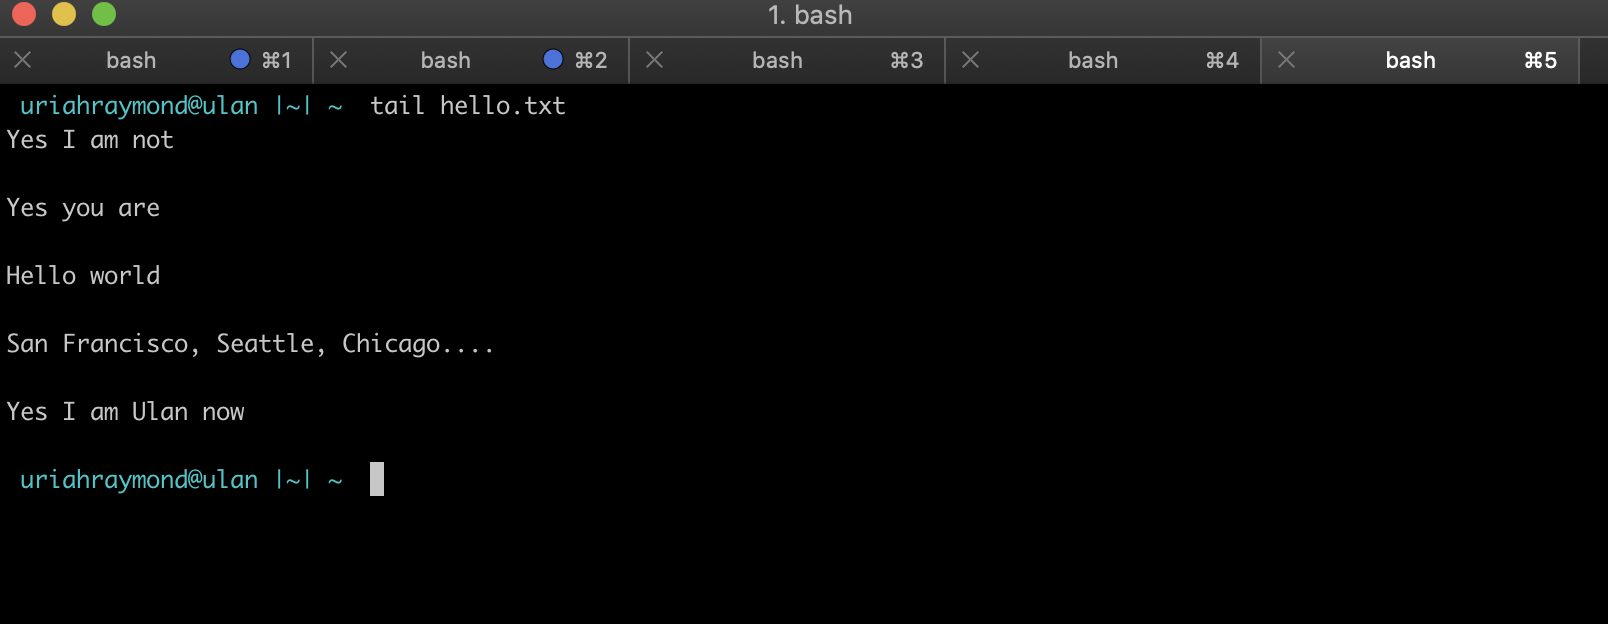 1. bash
bash ⌘1 bash ⌘2 bash ⌘3 bash ⌘4 bash ⌘5
uriahraymond@ulan |~| ~ tail hello.txt
Yes I am not
Yes you are
Hello world
San Francisco, Seattle, Chicago....
Yes I am Ulan now
uriahraymond@ulan |~| ~